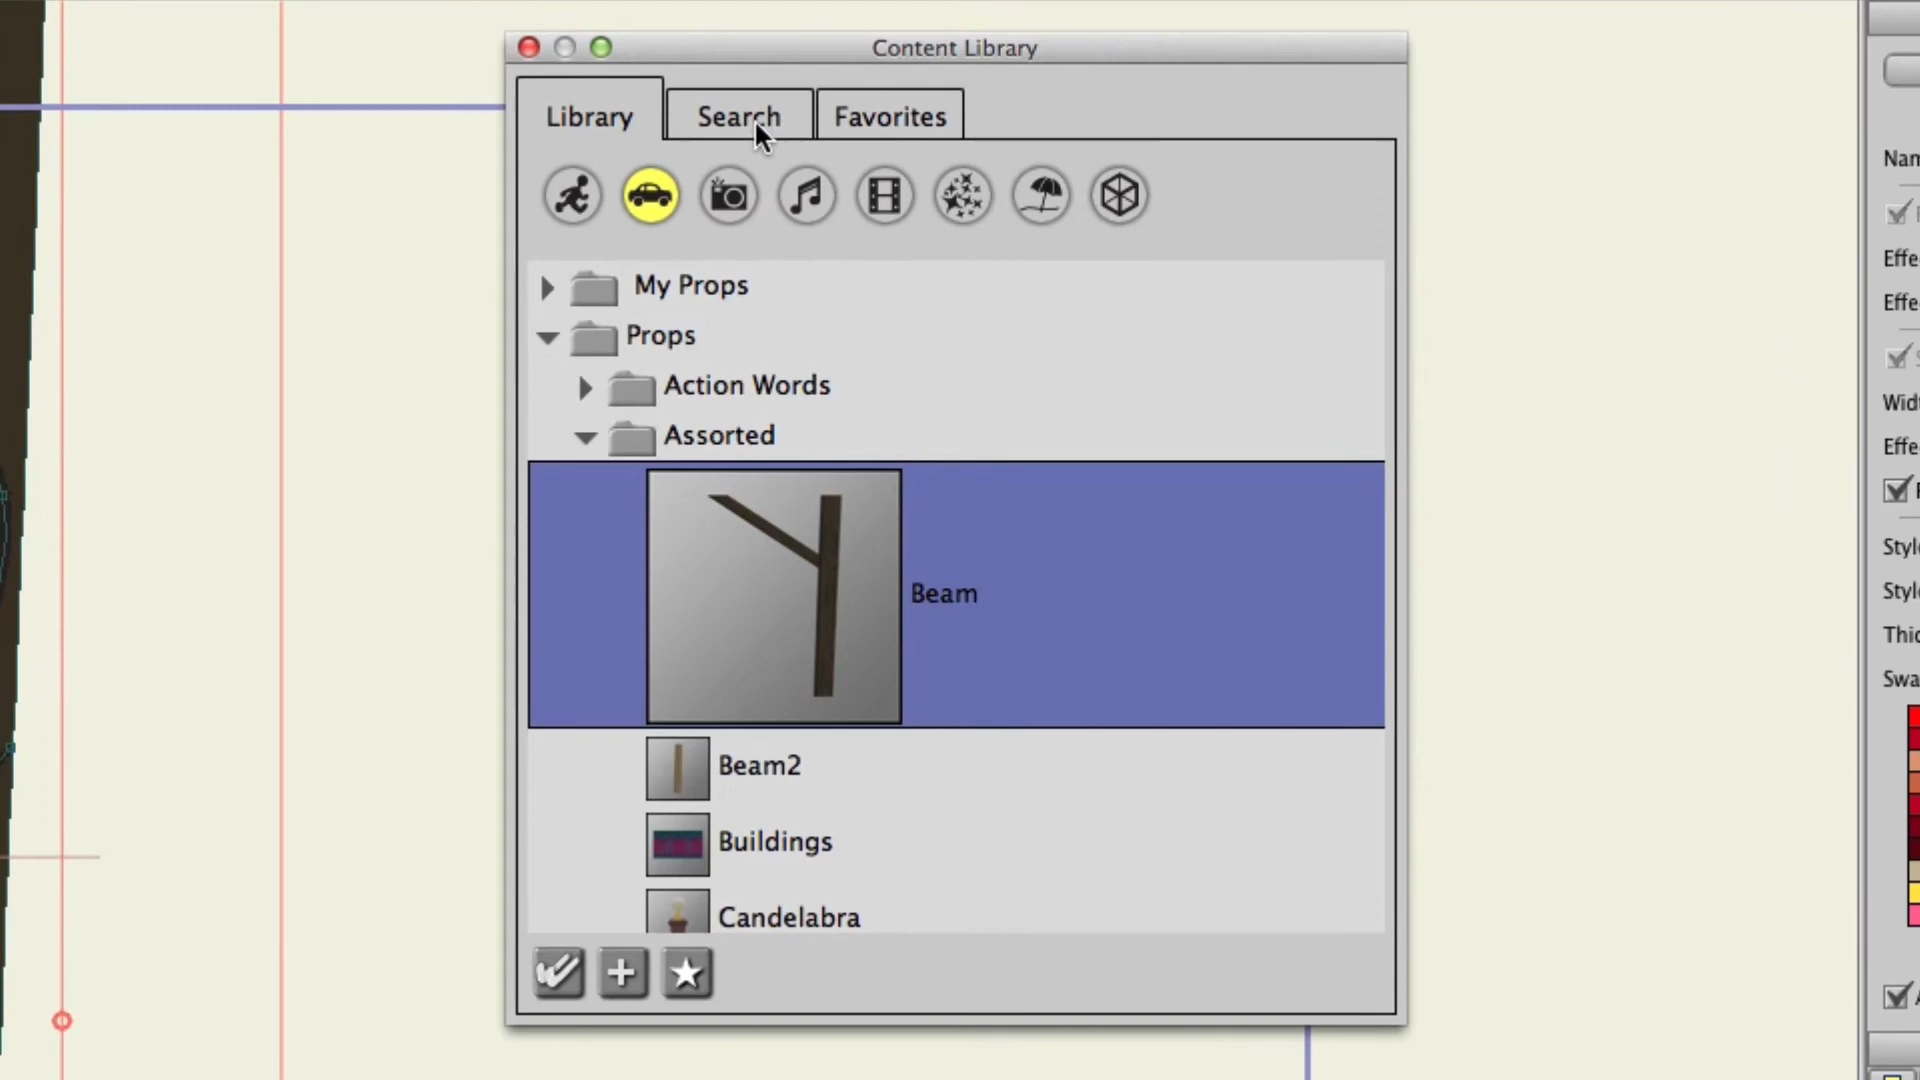 Content Library
Library Search Favorites
My Props
Props
Action Words
Assorted
Beam
Beam2
Buildings
Candelabra